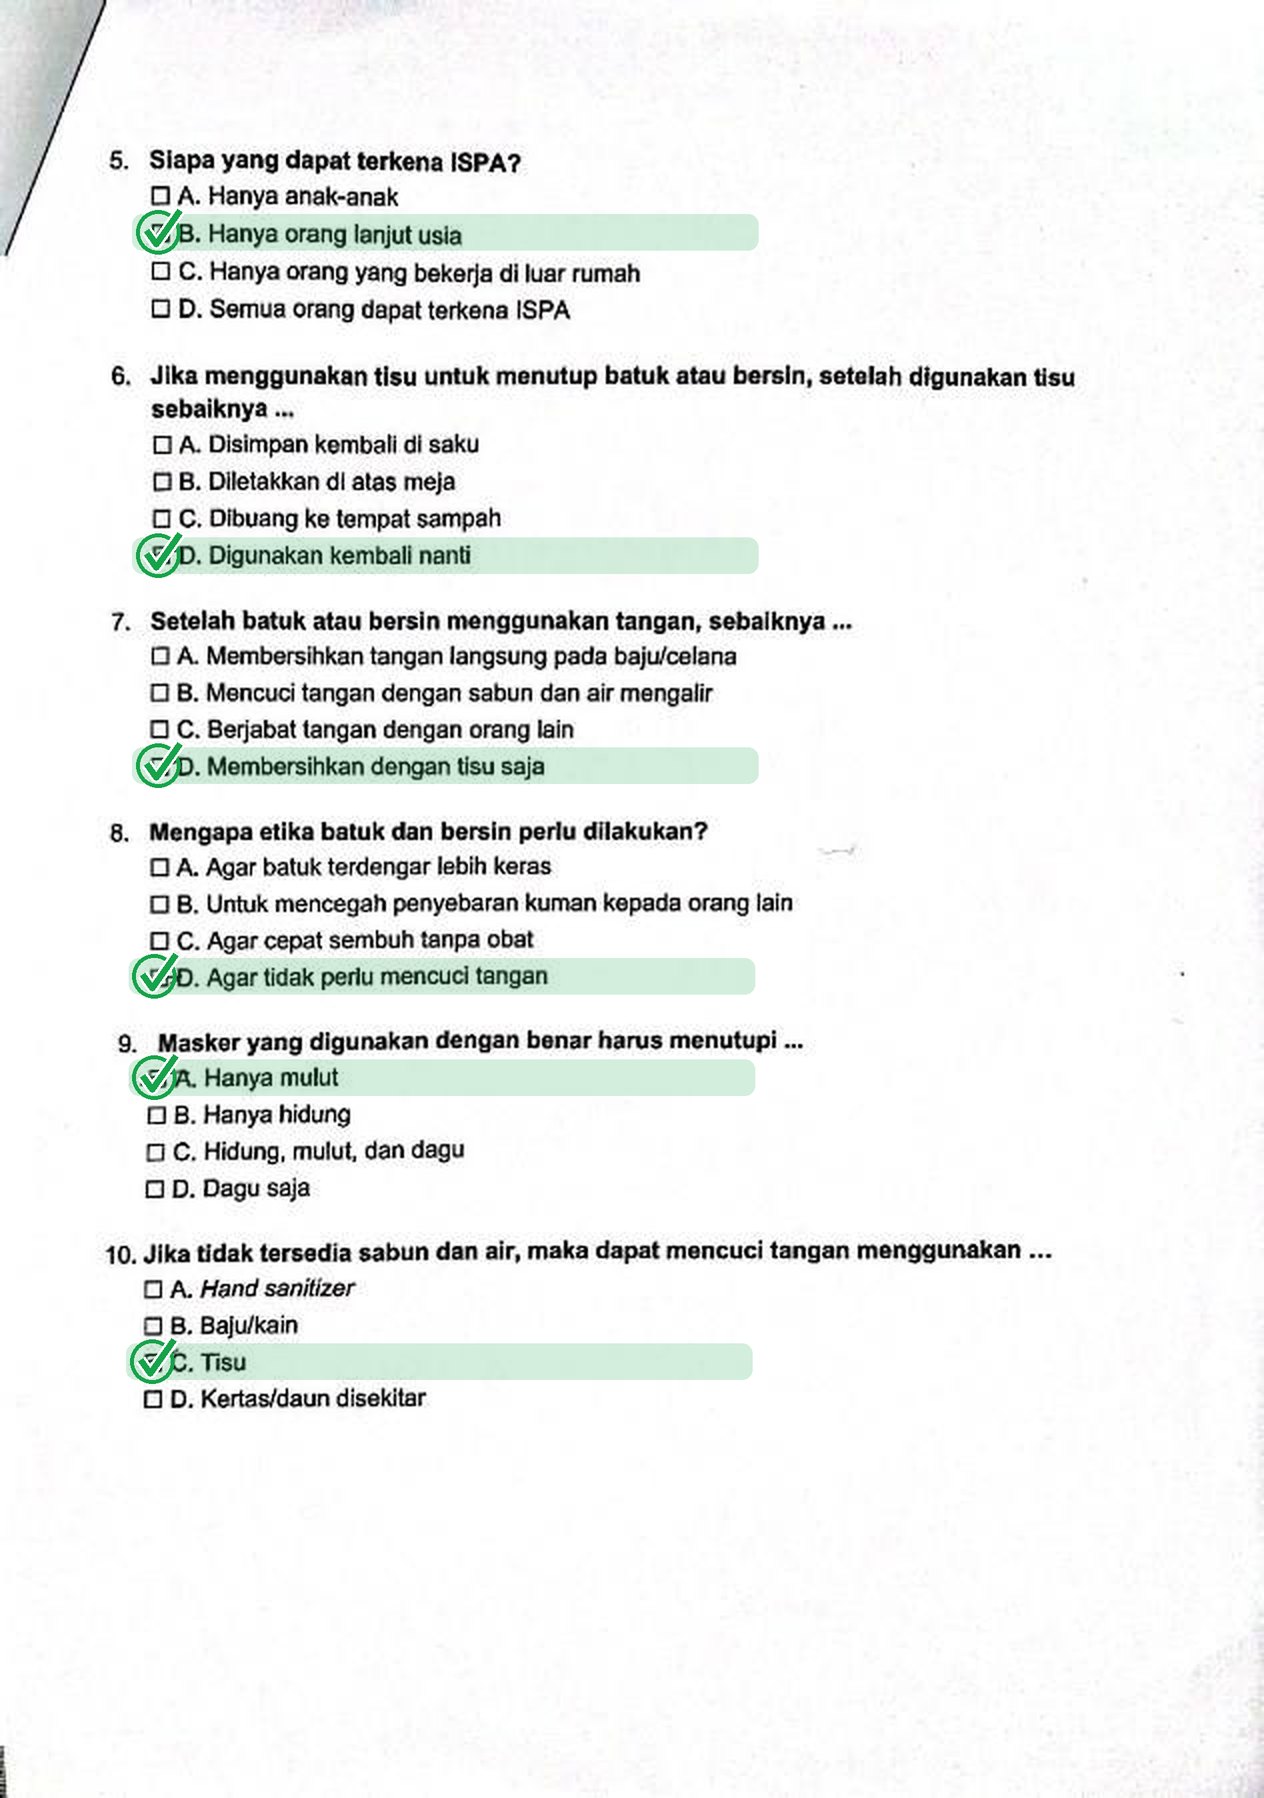 5. Siapa yang dapat terkena ISPA?
☐ A. Hanya anak-anak
☑ B. Hanya orang lanjut usia
☐ C. Hanya orang yang bekerja di luar rumah
☐ D. Semua orang dapat terkena ISPA
6. Jika menggunakan tisu untuk menutup batuk atau bersin, setelah digunakan tisu
sebaiknya ...
☐ A. Disimpan kembali di saku
☐ B. Diletakkan di atas meja
☐ C. Dibuang ke tempat sampah
☑ D. Digunakan kembali nanti
7. Setelah batuk atau bersin menggunakan tangan, sebaiknya ...
☐ A. Membersihkan tangan langsung pada baju/celana
☐ B. Mencuci tangan dengan sabun dan air mengalir
☐ C. Berjabat tangan dengan orang lain
☑ D. Membersihkan dengan tisu saja
8. Mengapa etika batuk dan bersin perlu dilakukan?
☐ A. Agar batuk terdengar lebih keras
☐ B. Untuk mencegah penyebaran kuman kepada orang lain
☐ C. Agar cepat sembuh tanpa obat
☑ D. Agar tidak perlu mencuci tangan
9. Masker yang digunakan dengan benar harus menutupi ...
☑ A. Hanya mulut
☐ B. Hanya hidung
☐ C. Hidung, mulut, dan dagu
☐ D. Dagu saja
10. Jika tidak tersedia sabun dan air, maka dapat mencuci tangan menggunakan ...
☐ A. Hand sanitizer
☐ B. Baju/kain
☑ C. Tisu
☐ D. Kertas/daun disekitar